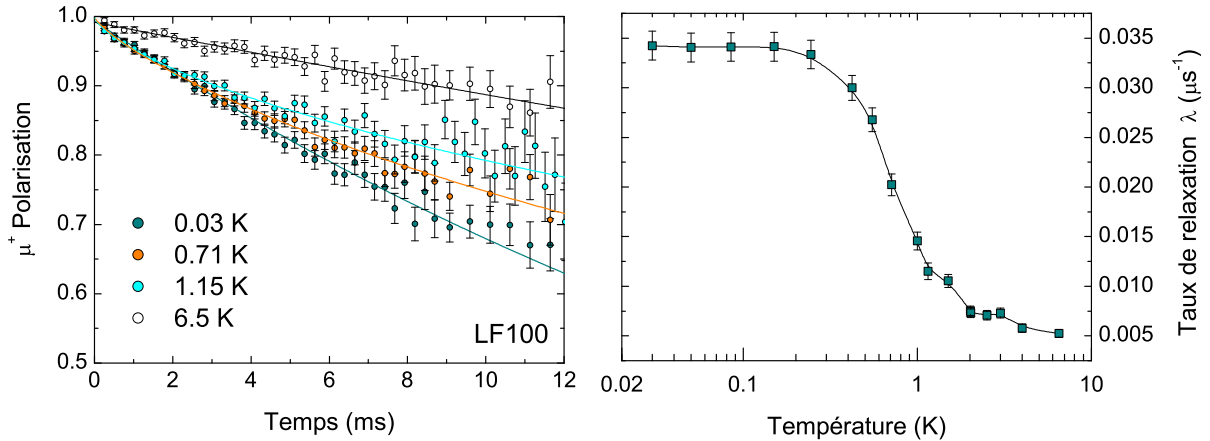 1.0
0.9
0.8
0.7
0.6
0.5
μ⁺ Polarisation
0.03 K
0.71 K
1.15 K
6.5 K
LF100
0 2 4 6 8 10 12
Temps (ms)
0.035
0.030
0.025
0.020
0.015
0.010
0.005
Taux de relaxation λ (μs⁻¹)
0.02 0.1 1 10
Température (K)